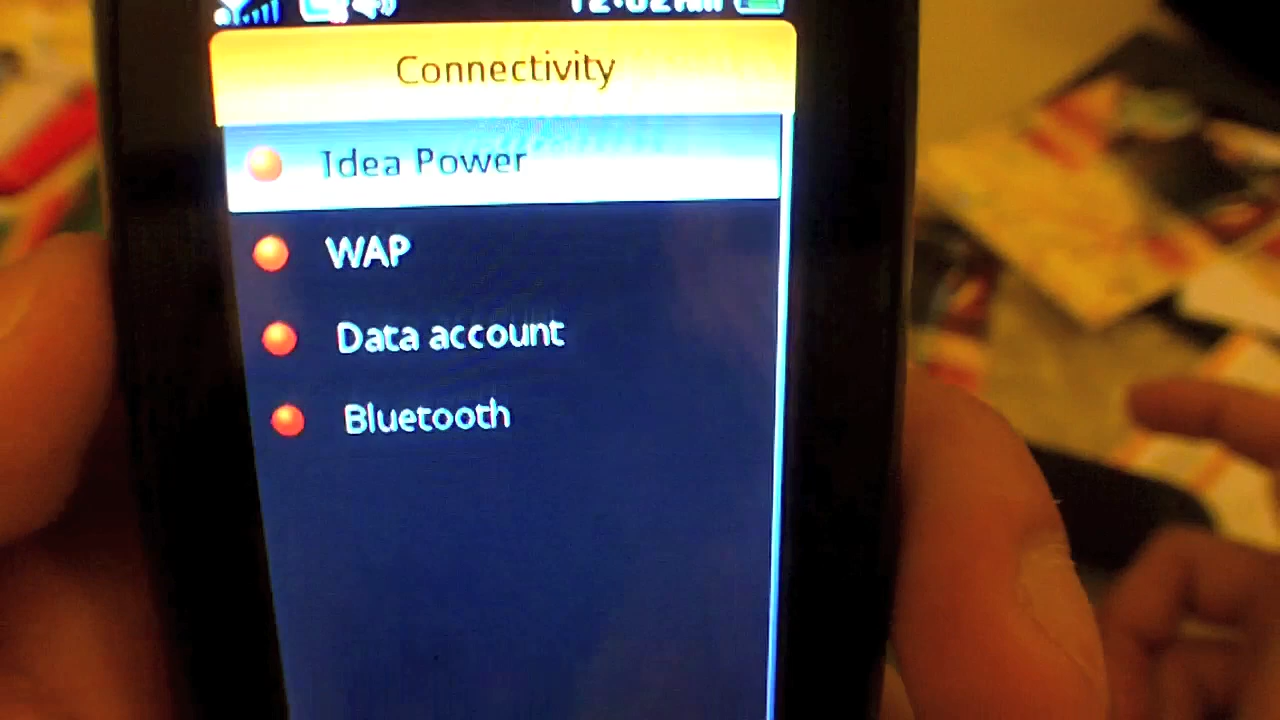 Connectivity
Idea Power
WAP
Data account
Bluetooth